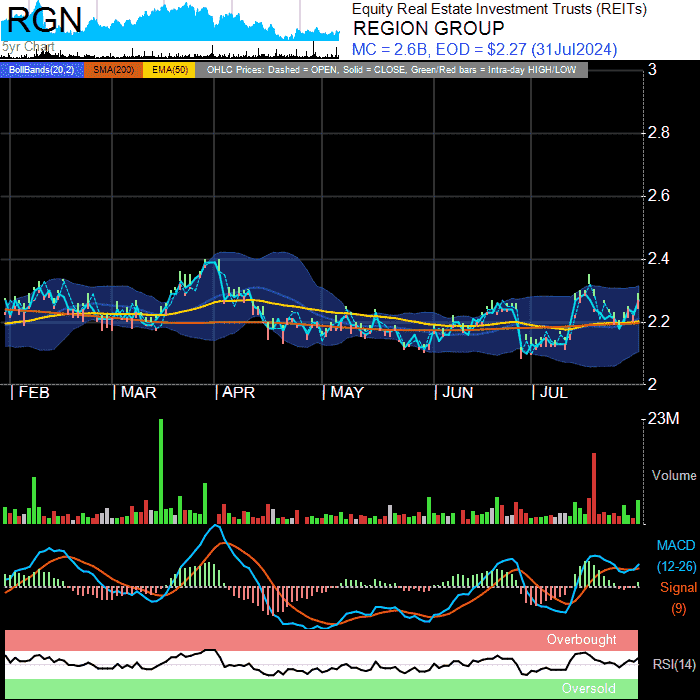 RGN
5yr Chart
Equity Real Estate Investment Trusts (REITs)
REGION GROUP
MC = 2.6B, EOD = $2.27 (31Jul2024)
BollBands(20,2) SMA(200) EMA(50) OHLC Prices: Dashed = OPEN, Solid = CLOSE, Green/Red bars = Intra-day HIGH/LOW
3
2.8
2.6
2.4
2.2
2
FEB MAR APR MAY JUN JUL
23M
Volume
MACD
(12-26)
Signal
(9)
Overbought
RSI(14)
Oversold